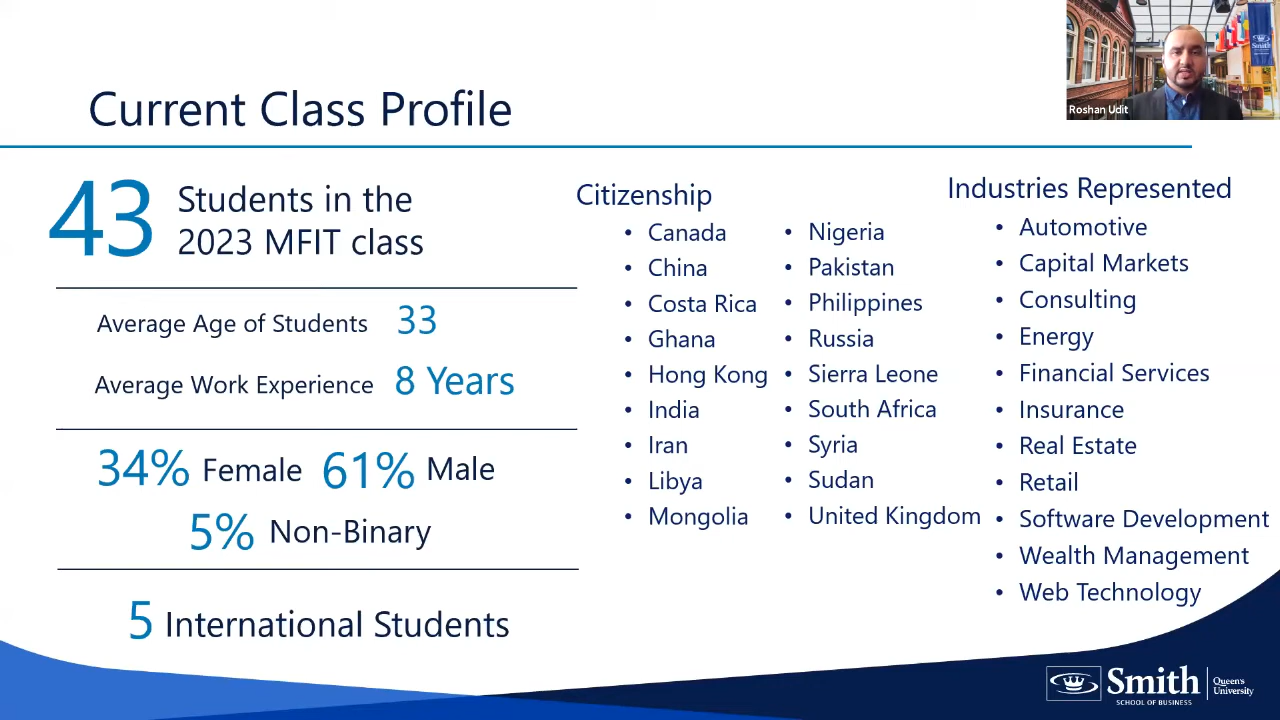 Current Class Profile
Roshan Udit
Smith
43
Students in the
2023 MFIT class
Average Age of Students 33
Average Work Experience 8 Years
34% Female 61% Male
5% Non-Binary
5 International Students
Citizenship
• Canada
• China
• Costa Rica
• Ghana
• Hong Kong
• India
• Iran
• Libya
• Mongolia
• Nigeria
• Pakistan
• Philippines
• Russia
• Sierra Leone
• South Africa
• Syria
• Sudan
• United Kingdom
Industries Represented
• Automotive
• Capital Markets
• Consulting
• Energy
• Financial Services
• Insurance
• Real Estate
• Retail
• Software Development
• Wealth Management
• Web Technology
Smith
SCHOOL OF BUSINESS
Queen's
University